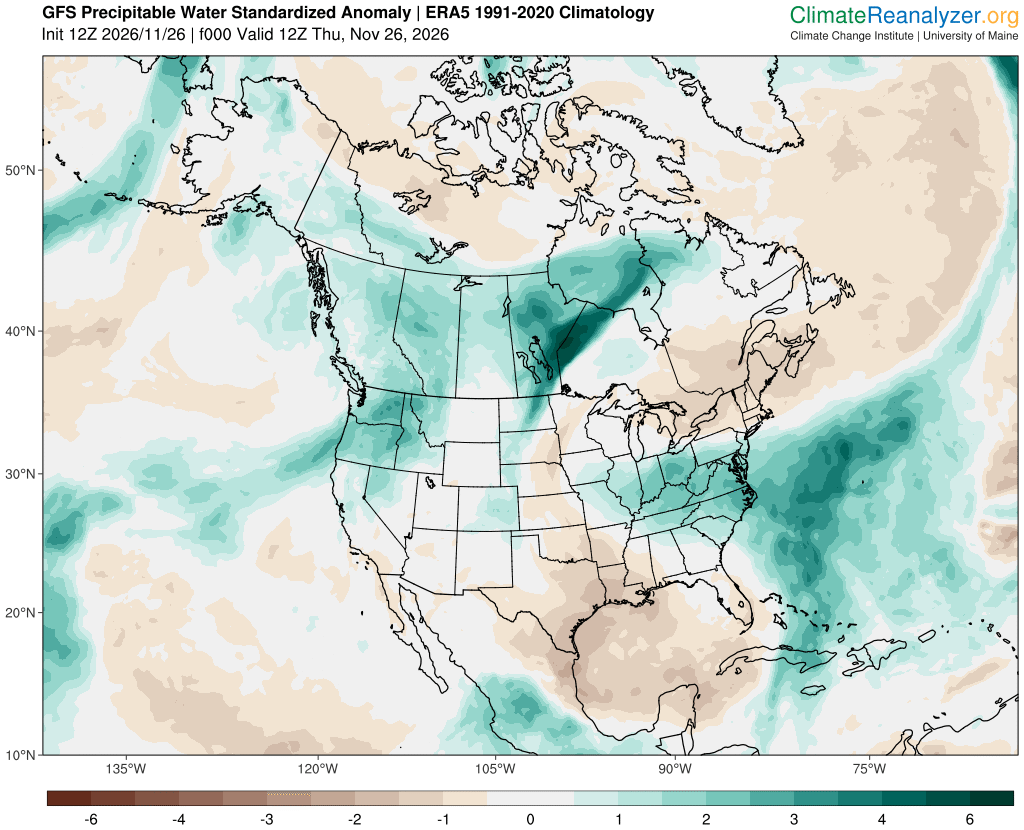 GFS Precipitable Water Standardized Anomaly | ERA5 1991-2020 Climatology
Init 12Z 2026/11/26 | f000 Valid 12Z Thu, Nov 26, 2026
ClimateReanalyzer.org
Climate Change Institute | University of Maine
50°N
40°N
30°N
20°N
10°N
135°W 120°W 105°W 90°W 75°W
-6 -4 -3 -2 -1 0 1 2 3 4 6